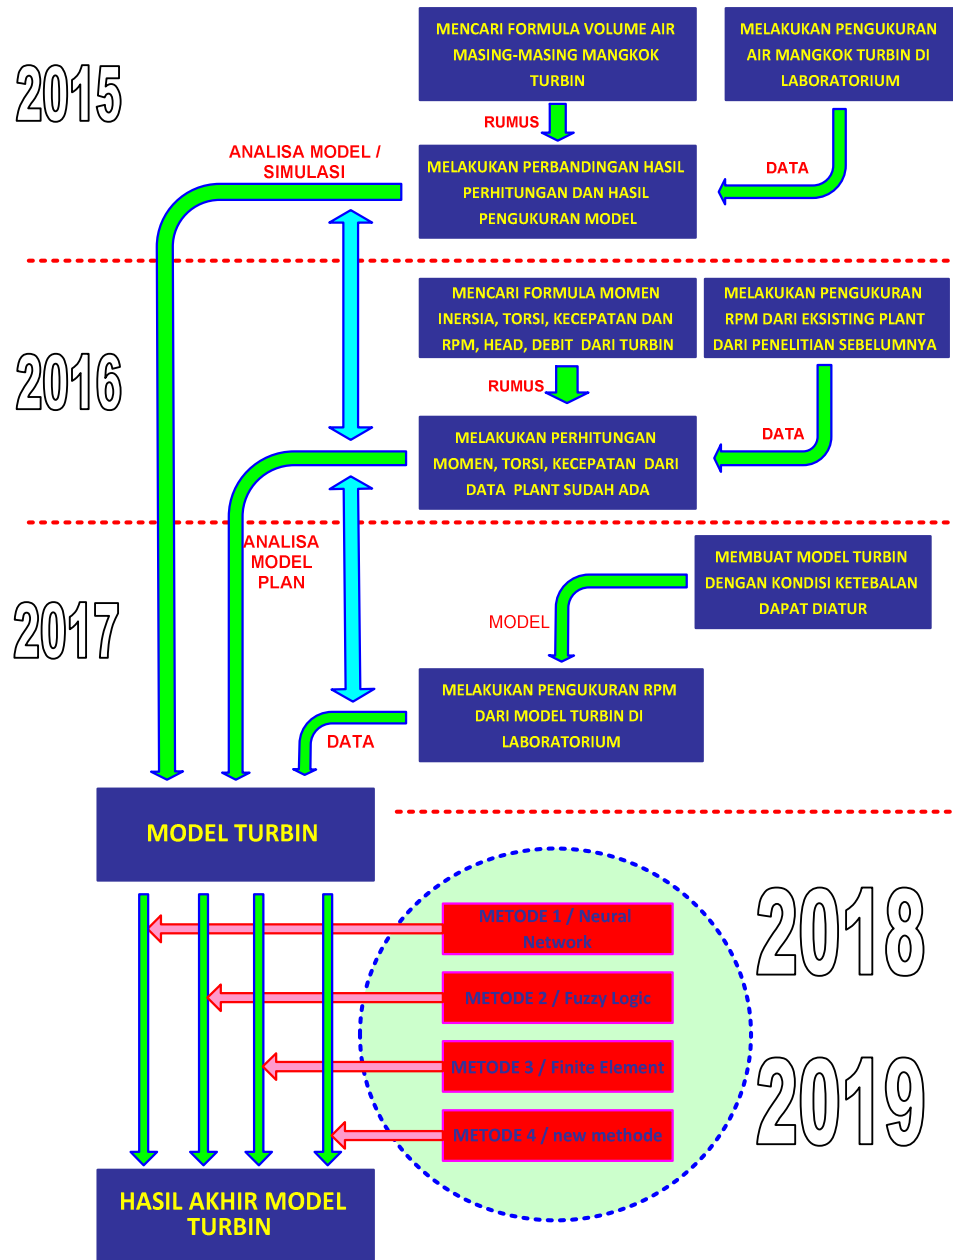 2015
MENCARI FORMULA VOLUME AIR
MASING-MASING MANGKOK
TURBIN
MELAKUKAN PENGUKURAN
AIR MANGKOK TURBIN DI
LABORATORIUM
RUMUS
ANALISA MODEL /
SIMULASI
MELAKUKAN PERBANDINGAN HASIL
PERHITUNGAN DAN HASIL
PENGUKURAN MODEL
DATA
2016
MENCARI FORMULA MOMEN
INERSIA, TORSI, KECEPATAN DAN
RPM, HEAD, DEBIT DARI TURBIN
MELAKUKAN PENGUKURAN
RPM DARI EKSISTING PLANT
DARI PENELITIAN SEBELUMNYA
RUMUS
MELAKUKAN PERHITUNGAN
MOMEN, TORSI, KECEPATAN DARI
DATA PLANT SUDAH ADA
DATA
2017
ANALISA
MODEL
PLAN
MEMBUAT MODEL TURBIN
DENGAN KONDISI KETEBALAN
DAPAT DIATUR
MODEL
MELAKUKAN PENGUKURAN RPM
DARI MODEL TURBIN DI
LABORATORIUM
DATA
MODEL TURBIN
2018
METODE 1 / Neural
Network
METODE 2 / Fuzzy Logic
2019
METODE 3 / Finite Element
METODE 4 / new methode
HASIL AKHIR MODEL
TURBIN